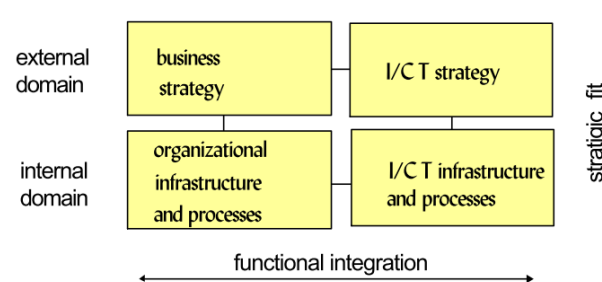 external
domain
business
strategy
I/C T strategy
internal
domain
organizational
infrastructure
and processes
I/C T infrastructure
and processes
stratigic fit
functional integration